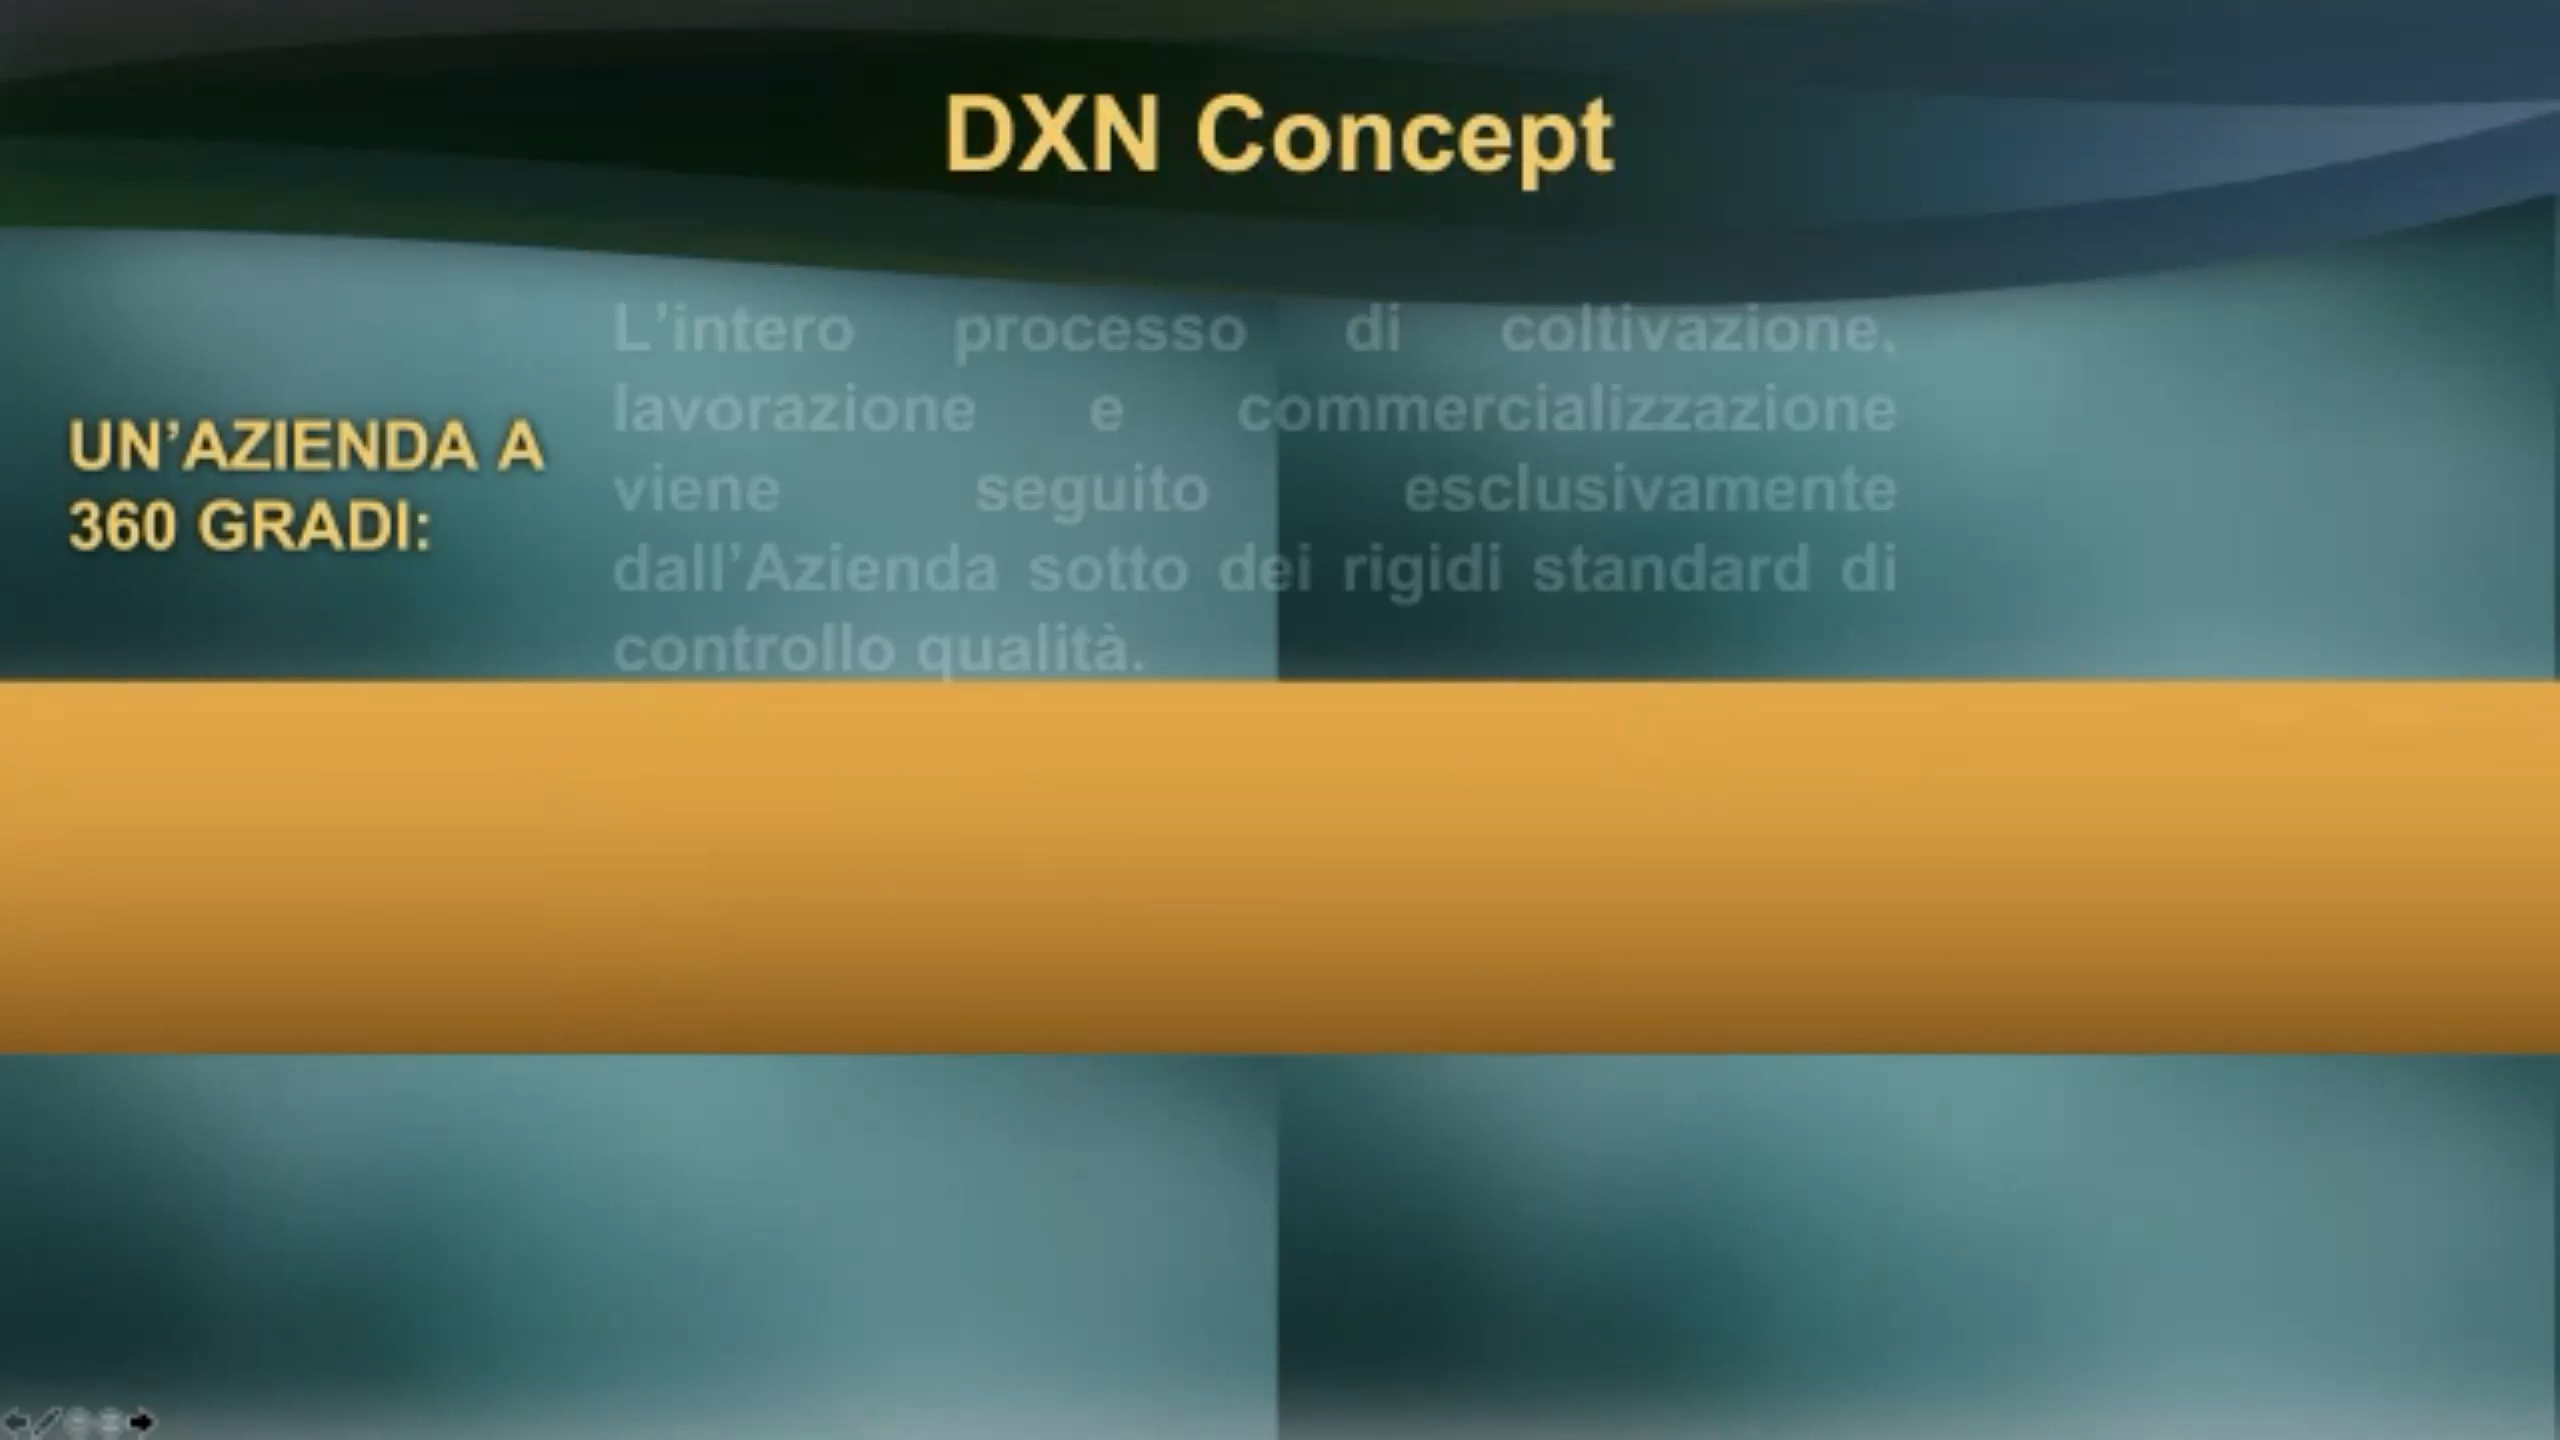 DXN Concept
UN’AZIENDA A
360 GRADI:
L’intero processo di coltivazione,
lavorazione e commercializzazione
viene seguito esclusivamente
dall’Azienda sotto dei rigidi standard di
controllo qualità.